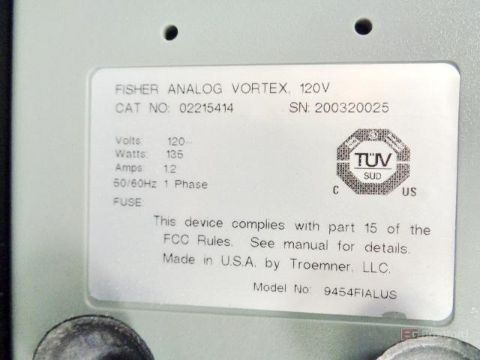 FISHER ANALOG VORTEX, 120V
CAT NO: 02215414 SN: 200320025
Volts: 120~
Watts: 135
Amps: 1.2
50/60Hz 1 Phase
FUSE:
TÜV
SUD
C US
This device complies with part 15 of the
FCC Rules. See manual for details.
Made in U.S.A. by Troemner, LLC.
Model No: 9454FIALUS